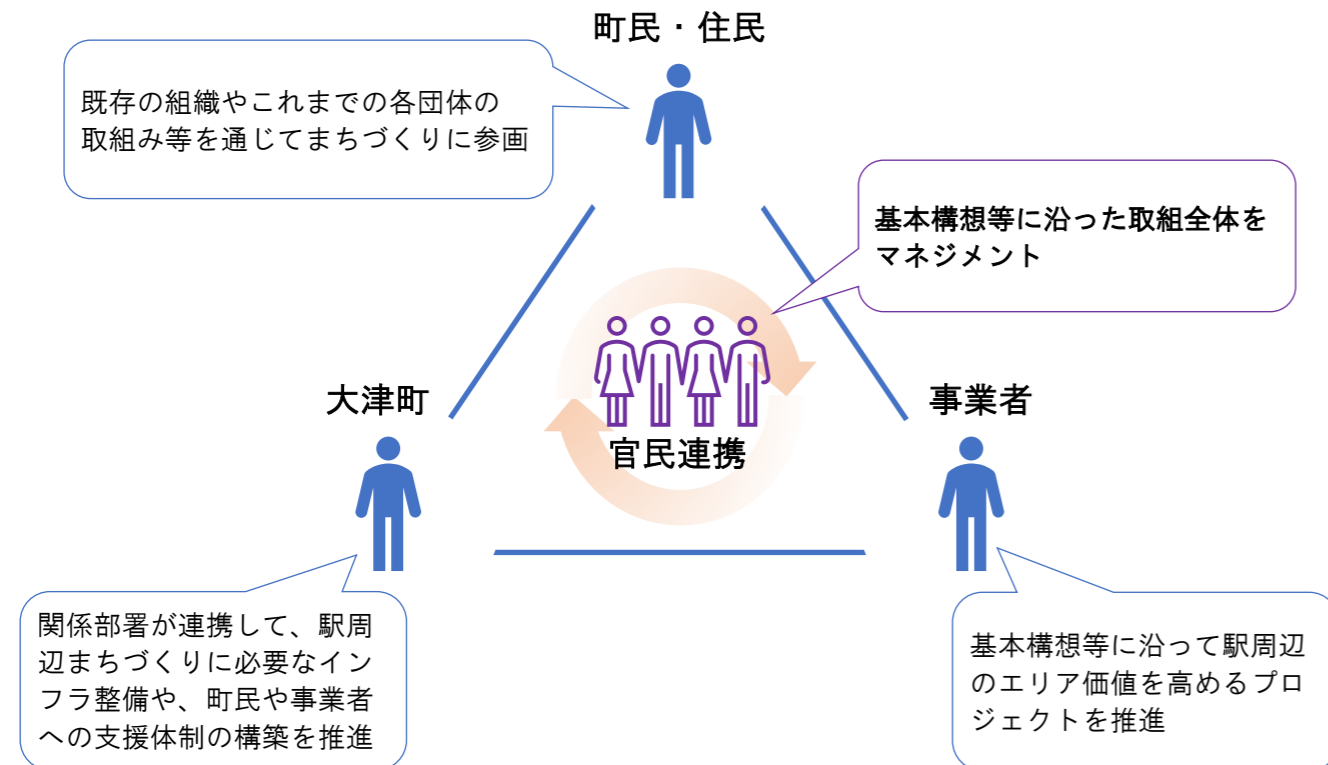 町民・住民
既存の組織やこれまでの各団体の
取組み等を通じてまちづくりに参画
基本構想等に沿った取組全体を
マネジメント
大津町
事業者
官民連携
関係部署が連携して、駅周
辺まちづくりに必要なイン
フラ整備や、町民や事業者
への支援体制の構築を推進
基本構想等に沿って駅周辺
のエリア価値を高めるプロ
ジェクトを推進